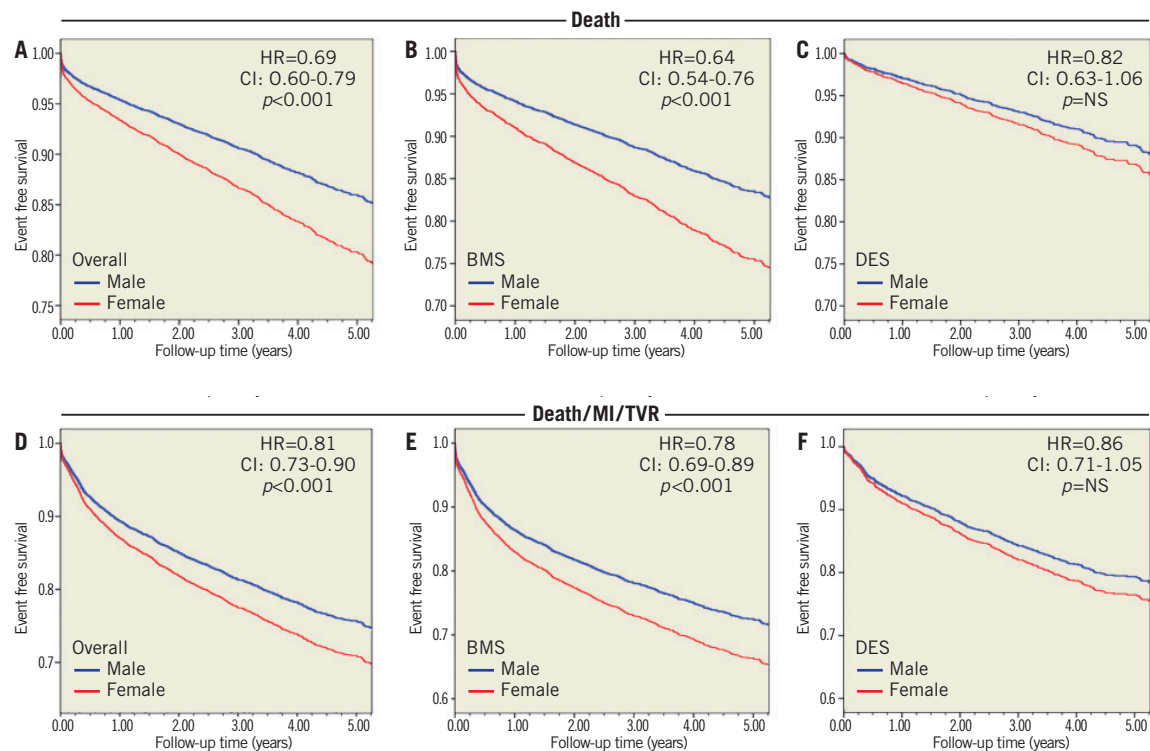 Death
A
HR=0.69
CI: 0.60-0.79
p<0.001
1.00
0.95
0.90
0.85
0.80
0.75
Event free survival
Overall
Male
Female
0.00 1.00 2.00 3.00 4.00 5.00
Follow-up time (years)
B
HR=0.64
CI: 0.54-0.76
p<0.001
1.00
0.95
0.90
0.85
0.80
0.75
0.70
Event free survival
BMS
Male
Female
0.00 1.00 2.00 3.00 4.00 5.00
Follow-up time (years)
C
HR=0.82
CI: 0.63-1.06
p=NS
1.00
0.95
0.90
0.85
0.80
0.75
0.70
Event free survival
DES
Male
Female
0.00 1.00 2.00 3.00 4.00 5.00
Follow-up time (years)
Death/MI/TVR
D
HR=0.81
CI: 0.73-0.90
p<0.001
1.0
0.9
0.8
0.7
Event free survival
Overall
Male
Female
0.00 1.00 2.00 3.00 4.00 5.00
Follow-up time (years)
E
HR=0.78
CI: 0.69-0.89
p<0.001
1.0
0.9
0.8
0.7
0.6
Event free survival
BMS
Male
Female
0.00 1.00 2.00 3.00 4.00 5.00
Follow-up time (years)
F
HR=0.86
CI: 0.71-1.05
p=NS
1.0
0.9
0.8
0.7
0.6
Event free survival
DES
Male
Female
0.00 1.00 2.00 3.00 4.00 5.00
Follow-up time (years)